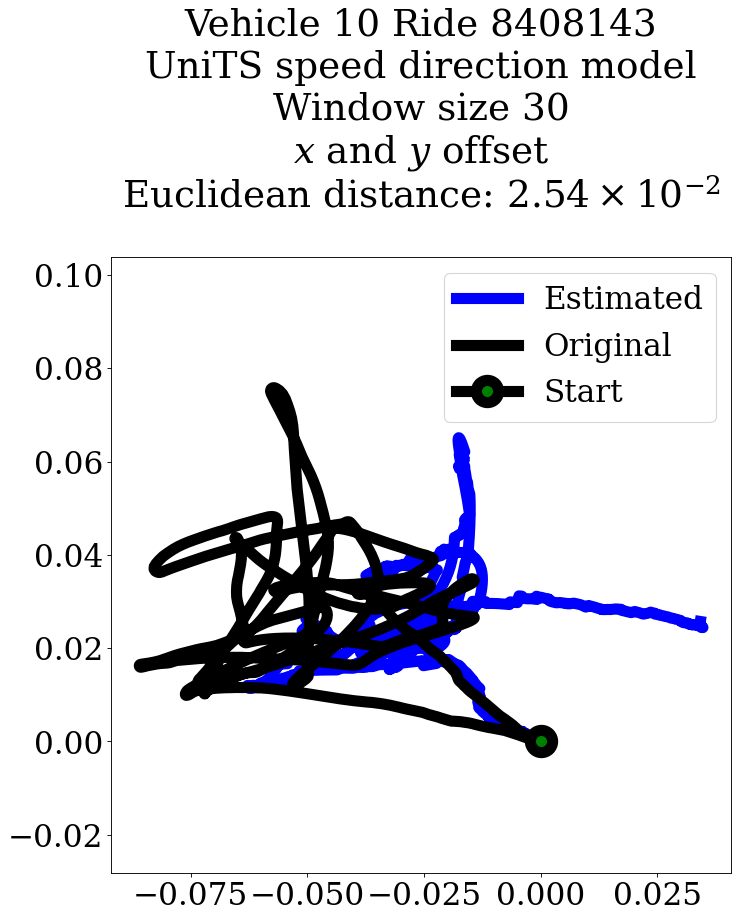 Vehicle 10 Ride 8408143
UniTS speed direction model
Window size 30
x and y offset
Euclidean distance: 2.54 × 10⁻²
Estimated
Original
Start
0.10
0.08
0.06
0.04
0.02
0.00
−0.02
−0.075 −0.050 −0.025 0.000 0.025